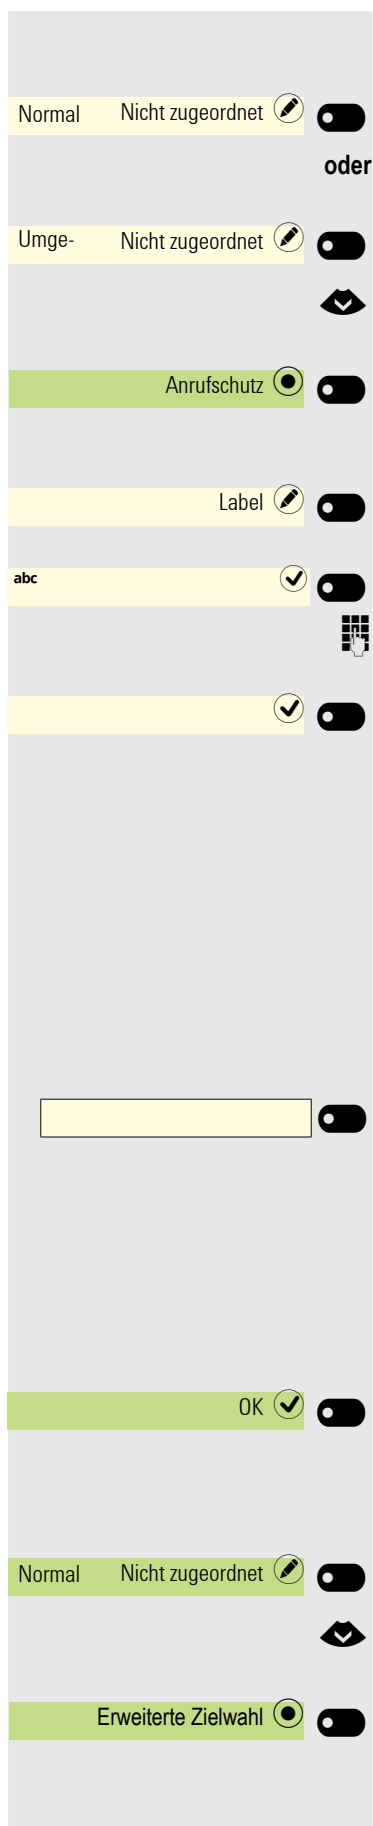 Normal Nicht zugeordnet
oder
Umge- Nicht zugeordnet
Anrufschutz
Label
abc
OK
Normal Nicht zugeordnet
Erweiterte Zielwahl